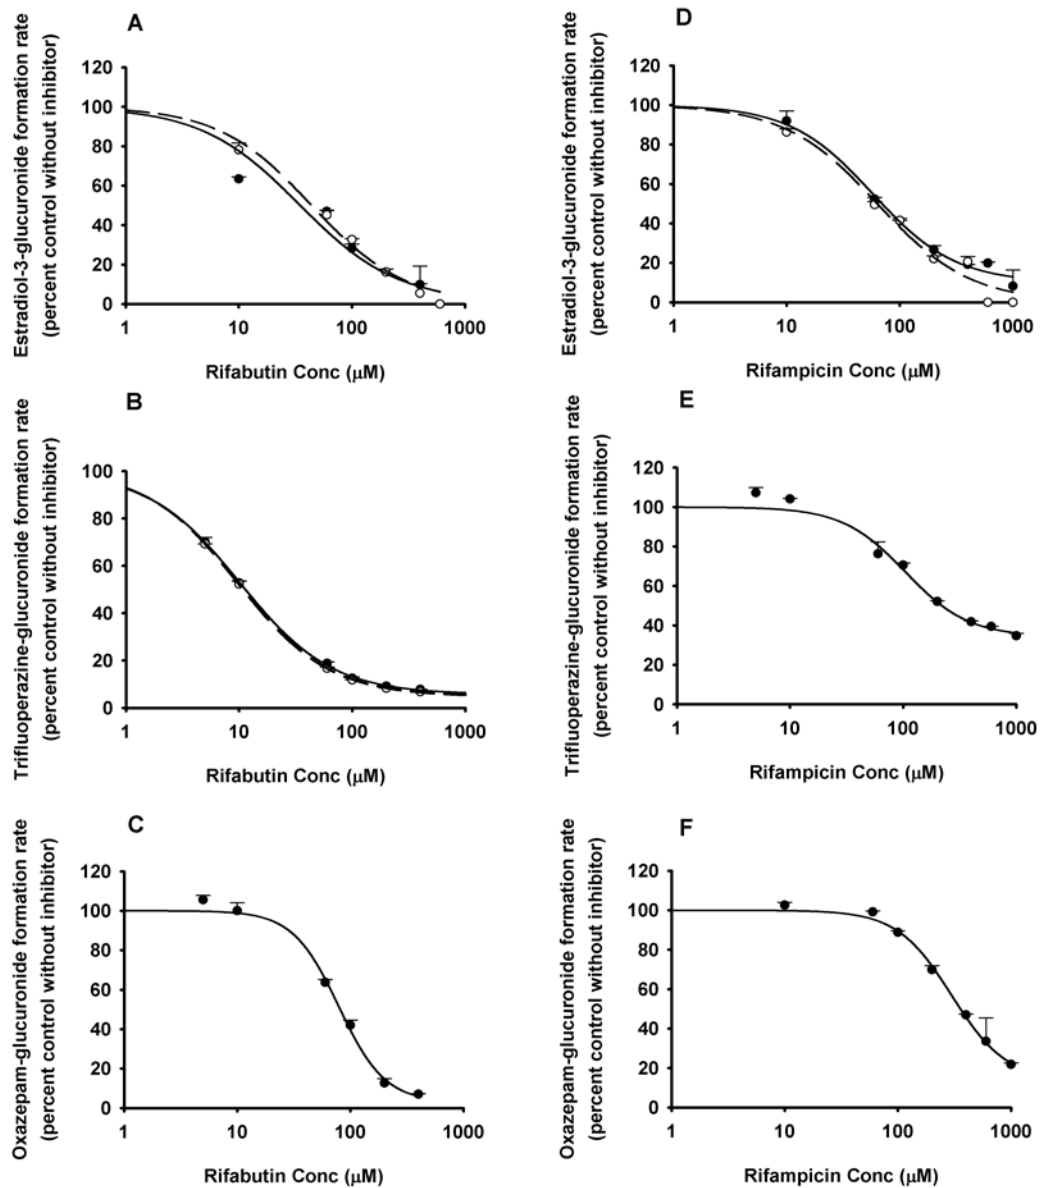 A
Estradiol-3-glucuronide formation rate
(percent control without inhibitor)
120
100
80
60
40
20
0
1 10 100 1000
Rifabutin Conc (μM)
D
Estradiol-3-glucuronide formation rate
(percent control without inhibitor)
120
100
80
60
40
20
0
1 10 100 1000
Rifampicin Conc (μM)
B
Trifluoperazine-glucuronide formation rate
(percent control without inhibitor)
100
80
60
40
20
0
1 10 100 1000
Rifabutin Conc (μM)
E
Trifluoperazine-glucuronide formation rate
(percent control without inhibitor)
120
100
80
60
40
20
0
1 10 100 1000
Rifampicin Conc (μM)
C
Oxazepam-glucuronide formation rate
(percent control without inhibitor)
120
100
80
60
40
20
0
1 10 100 1000
Rifabutin Conc (μM)
F
Oxazepam-glucuronide formation rate
(percent control without inhibitor)
120
100
80
60
40
20
0
1 10 100 1000
Rifampicin Conc (μM)